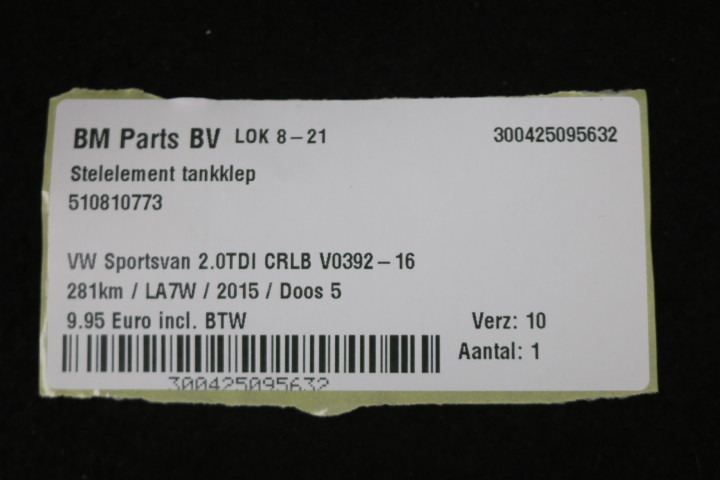 BM Parts BV LOK 8-21 300425095632
Stelelement tankklep
510810773
VW Sportsvan 2.0TDI CRLB V0392-16
281km / LA7W / 2015 / Doos 5
9.95 Euro incl. BTW Verz: 10
Aantal: 1
300425095632